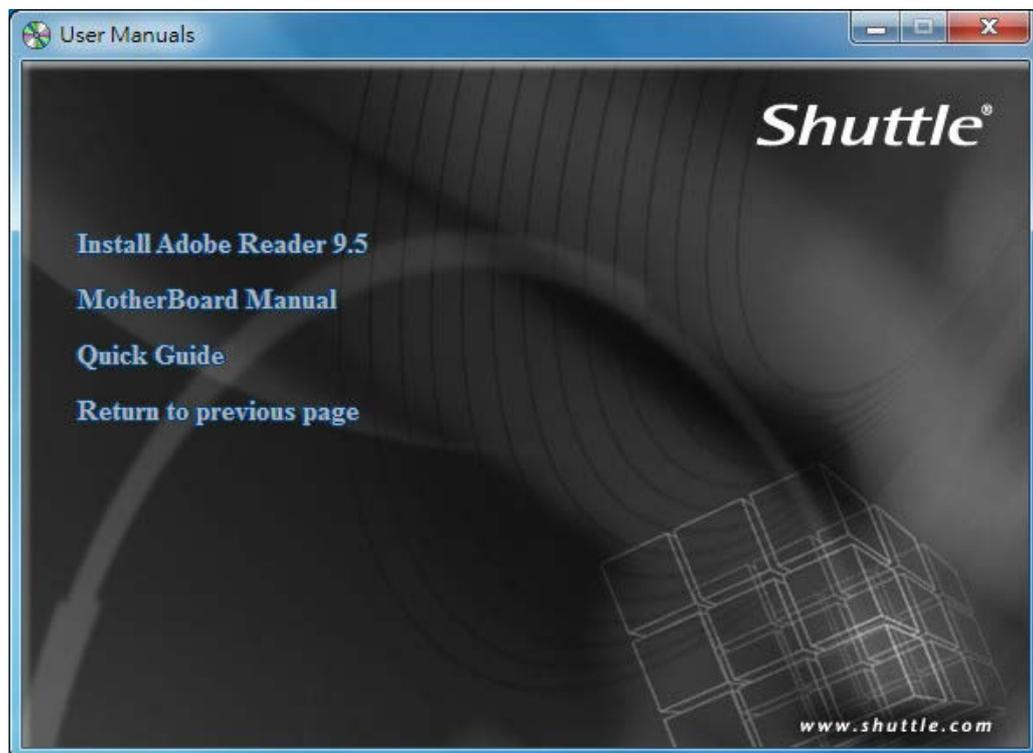 User Manuals
Shuttle®
Install Adobe Reader 9.5
MotherBoard Manual
Quick Guide
Return to previous page
www.shuttle.com